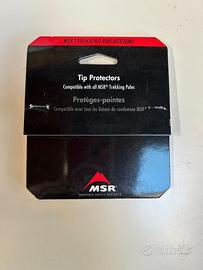 MSR® TREKKING POLE ACCESSORY
Tip Protectors
Compatible with all MSR® Trekking Poles
Protèges-pointes
Compatible avec tous les bâtons de randonnée MSR®
MSR®